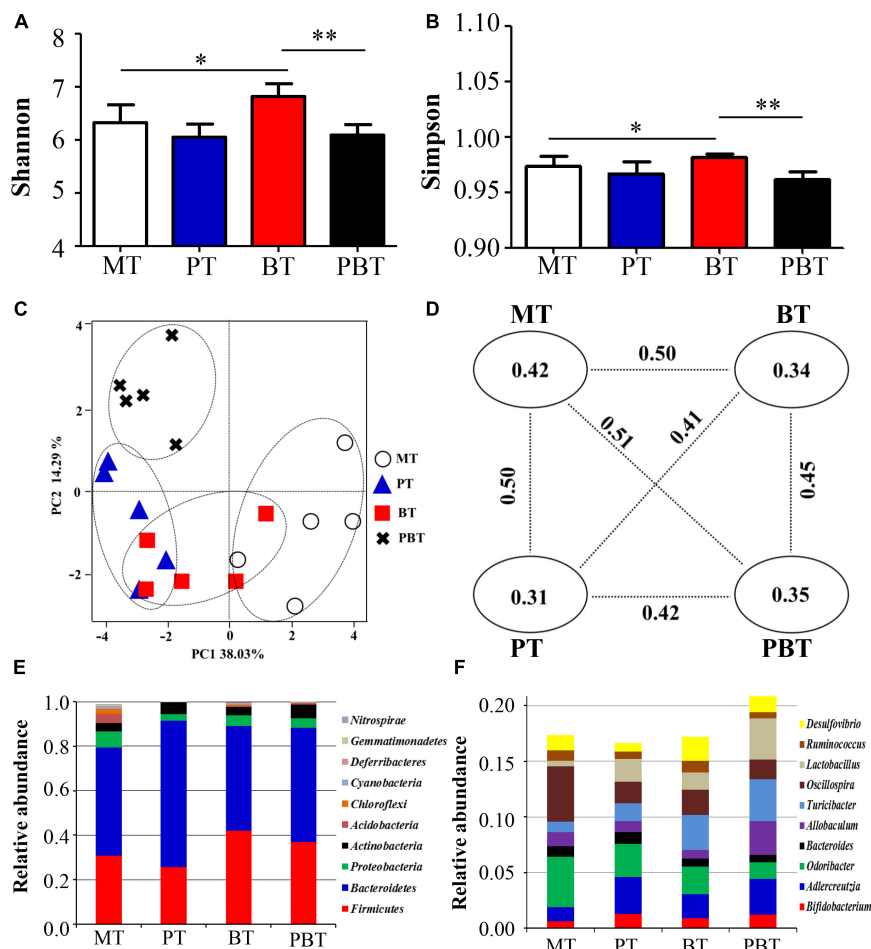 A
Shannon
8
7
6
5
4
*
**
MT PT BT PBT
B
Simpson
1.10
1.05
1.00
0.95
0.90
*
**
MT PT BT PBT
C
PC2 14.29 %
4
2
0
−2
−4 −2 0 2 4
PC1 38.03%
MT
PT
BT
PBT
D
MT BT
0.42 0.50 0.34
0.51 0.41
0.50 0.45
0.31 0.42 0.35
PT PBT
E
Relative abundance
1.0
0.8
0.6
0.4
0.2
0.0
MT PT BT PBT
Nitrospirae
Gemmatimonadetes
Deferribacteres
Cyanobacteria
Chloroflexi
Acidobacteria
Actinobacteria
Proteobacteria
Bacteroidetes
Firmicutes
F
Relative abundance
0.20
0.15
0.10
0.05
0.00
MT PT BT PBT
Desulfovibrio
Ruminococcus
Lactobacillus
Oscillospira
Turicibacter
Allobaculum
Bacteroides
Odoribacter
Adlercreutzia
Bifidobacterium